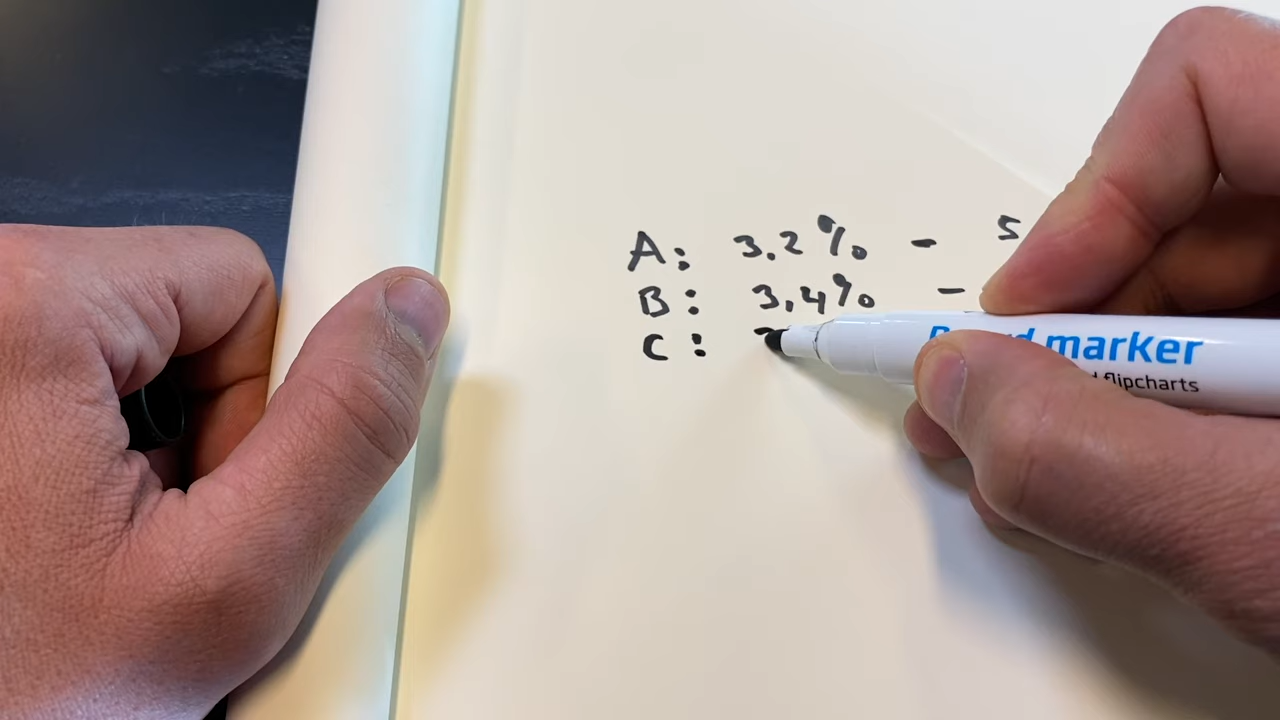 A: 3.2% - 5
B: 3,4% -
C:
marker
flipcharts